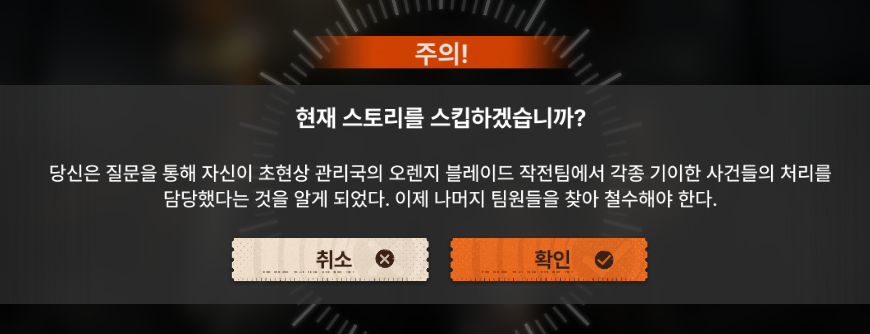 주의!
현재 스토리를 스킵하겠습니까?
당신은 질문을 통해 자신이 초현상 관리국의 오렌지 블레이드 작전팀에서 각종 기이한 사건들의 처리를
담당했다는 것을 알게 되었다. 이제 나머지 팀원들을 찾아 철수해야 한다.
취소
확인